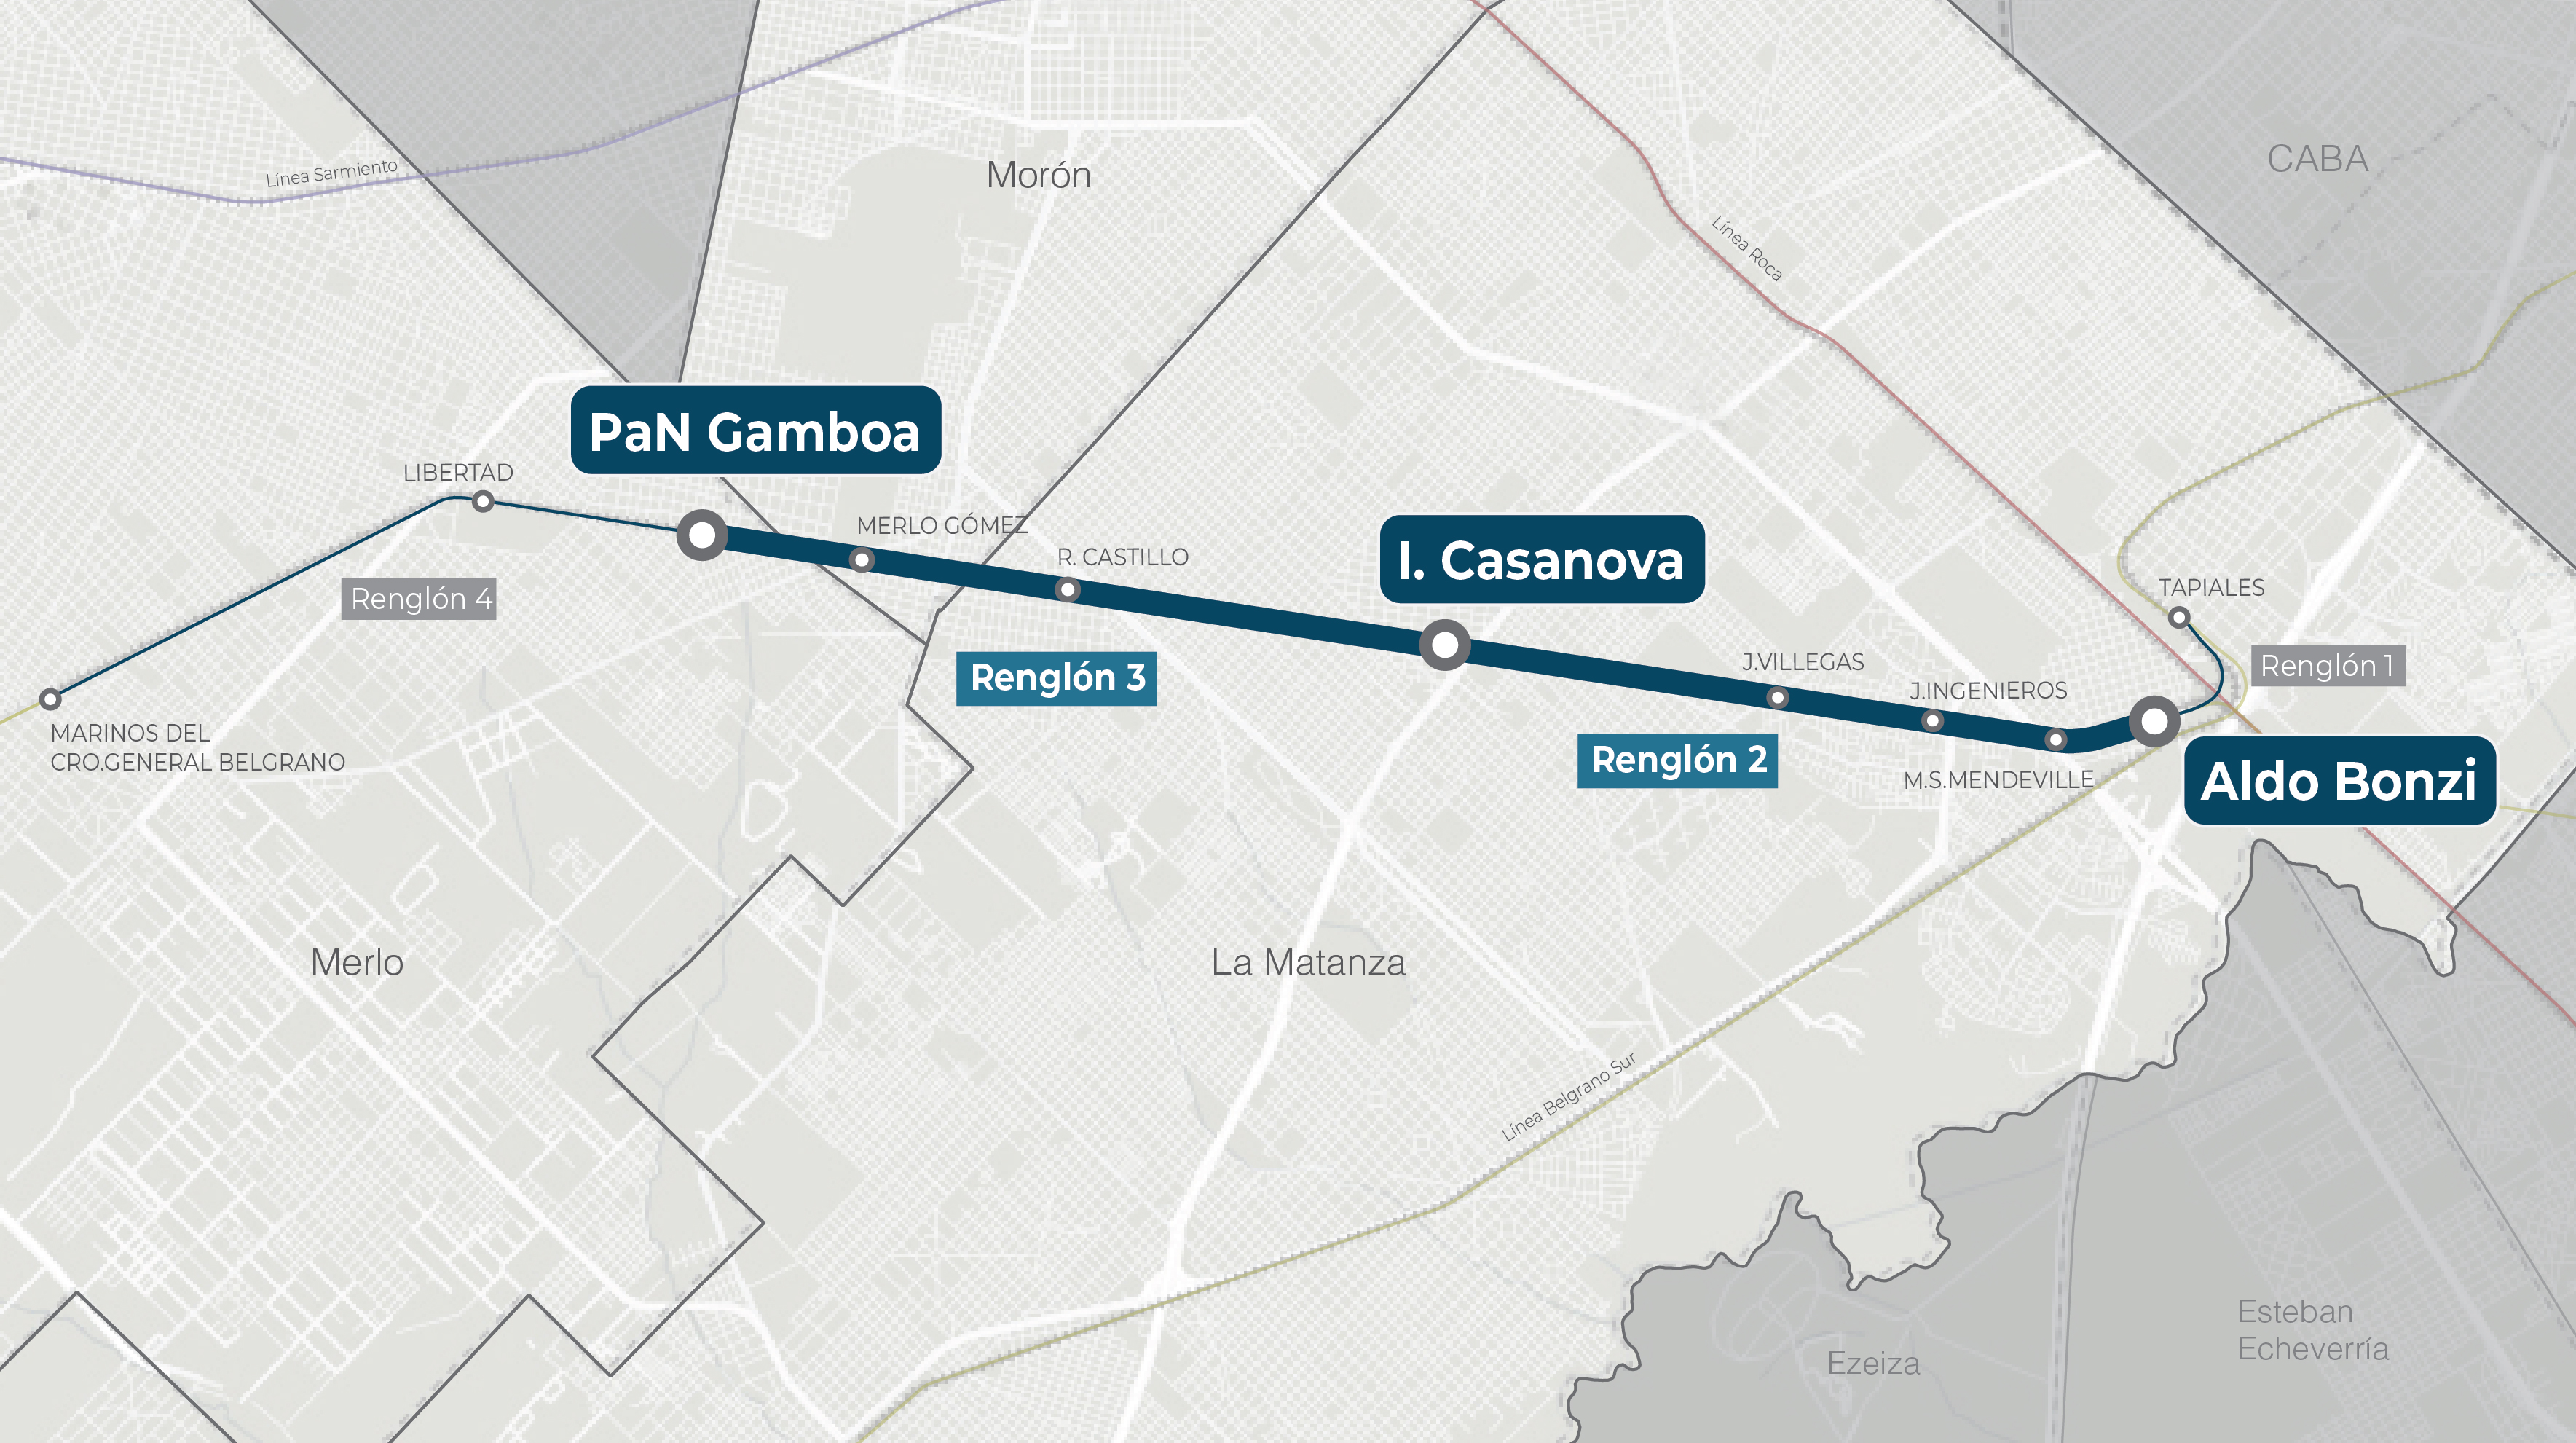 CABA
Línea Sarmiento
Morón
Línea Roca
PaN Gamboa
LIBERTAD
MERLO GÓMEZ
R. CASTILLO
I. Casanova
TAPIALES
Renglón 4
Renglón 3
J.VILLEGAS
Renglón 1
J.INGENIEROS
MARINOS DEL
CRO.GENERAL BELGRANO
Renglón 2
M.S.MENDEVILLE
Aldo Bonzi
Merlo
La Matanza
Línea Belgrano Sur
Esteban
Echeverría
Ezeiza